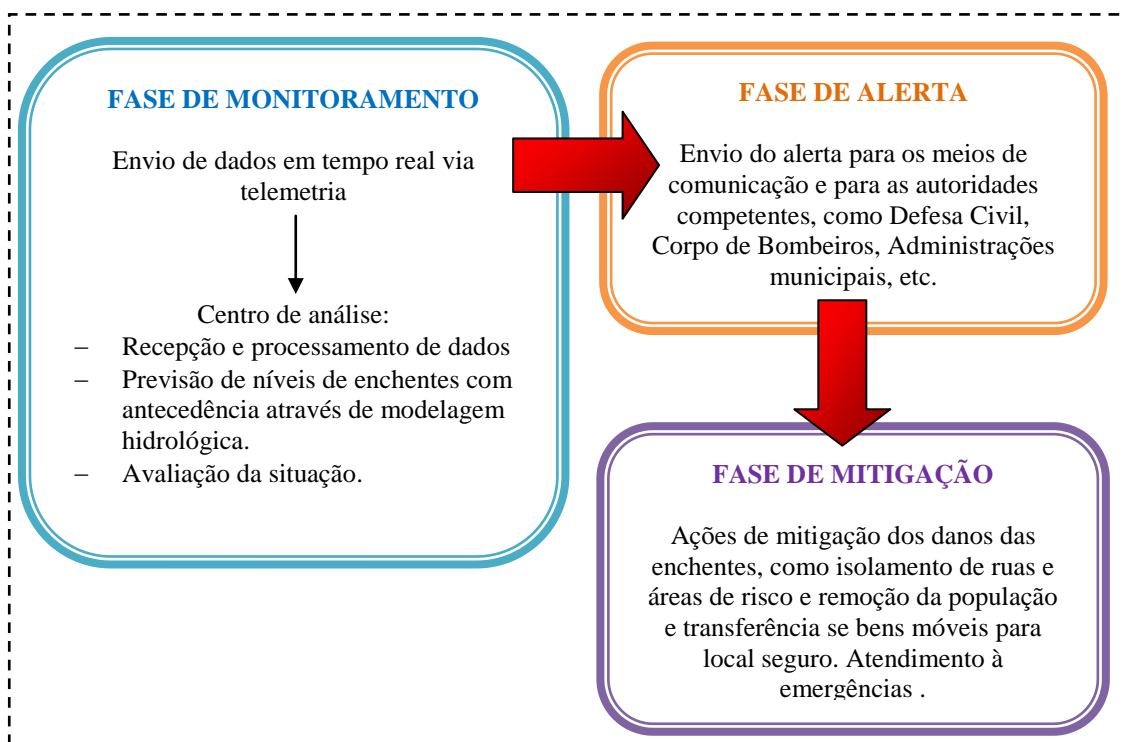 FASE DE MONITORAMENTO
Envio de dados em tempo real via
telemetria
Centro de análise:
– Recepção e processamento de dados
– Previsão de níveis de enchentes com
antecedência através de modelagem
hidrológica.
– Avaliação da situação.
FASE DE ALERTA
Envio do alerta para os meios de
comunicação e para as autoridades
competentes, como Defesa Civil,
Corpo de Bombeiros, Administrações
municipais, etc.
FASE DE MITIGAÇÃO
Ações de mitigação dos danos das
enchentes, como isolamento de ruas e
áreas de risco e remoção da população
e transferência se bens móveis para
local seguro. Atendimento à
emergências .